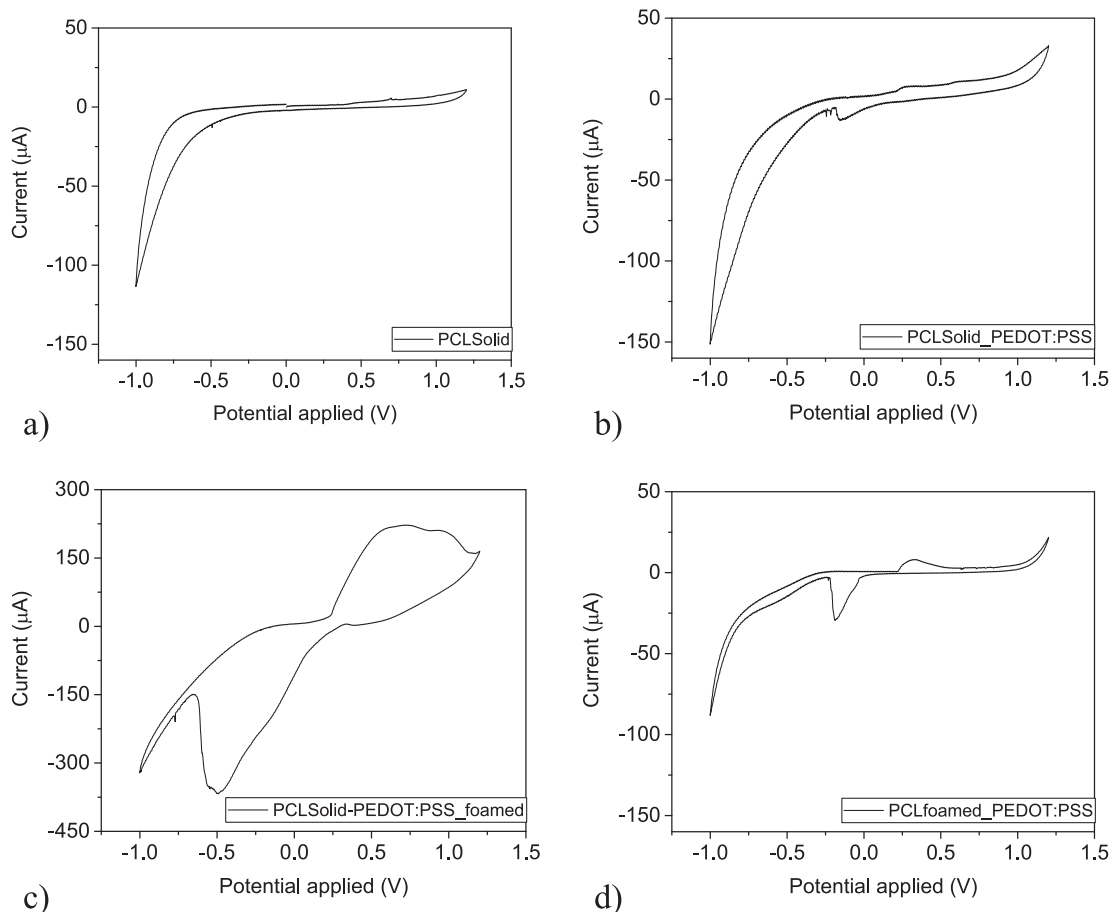 50
0
-50
-100
-150
Current (μA)
-1.0 -0.5 0.0 0.5 1.0 1.5
Potential applied (V)
PCLSolid
a)
50
0
-50
-100
-150
Current (μA)
-1.0 -0.5 0.0 0.5 1.0 1.5
Potential applied (V)
PCLSolid_PEDOT:PSS
b)
300
150
0
-150
-300
-450
Current (μA)
-1.0 -0.5 0.0 0.5 1.0 1.5
Potential applied (V)
PCLSolid-PEDOT:PSS_foamed
c)
50
0
-50
-100
-150
Current (μA)
-1.0 -0.5 0.0 0.5 1.0 1.5
Potential applied (V)
PCLfoamed_PEDOT:PSS
d)